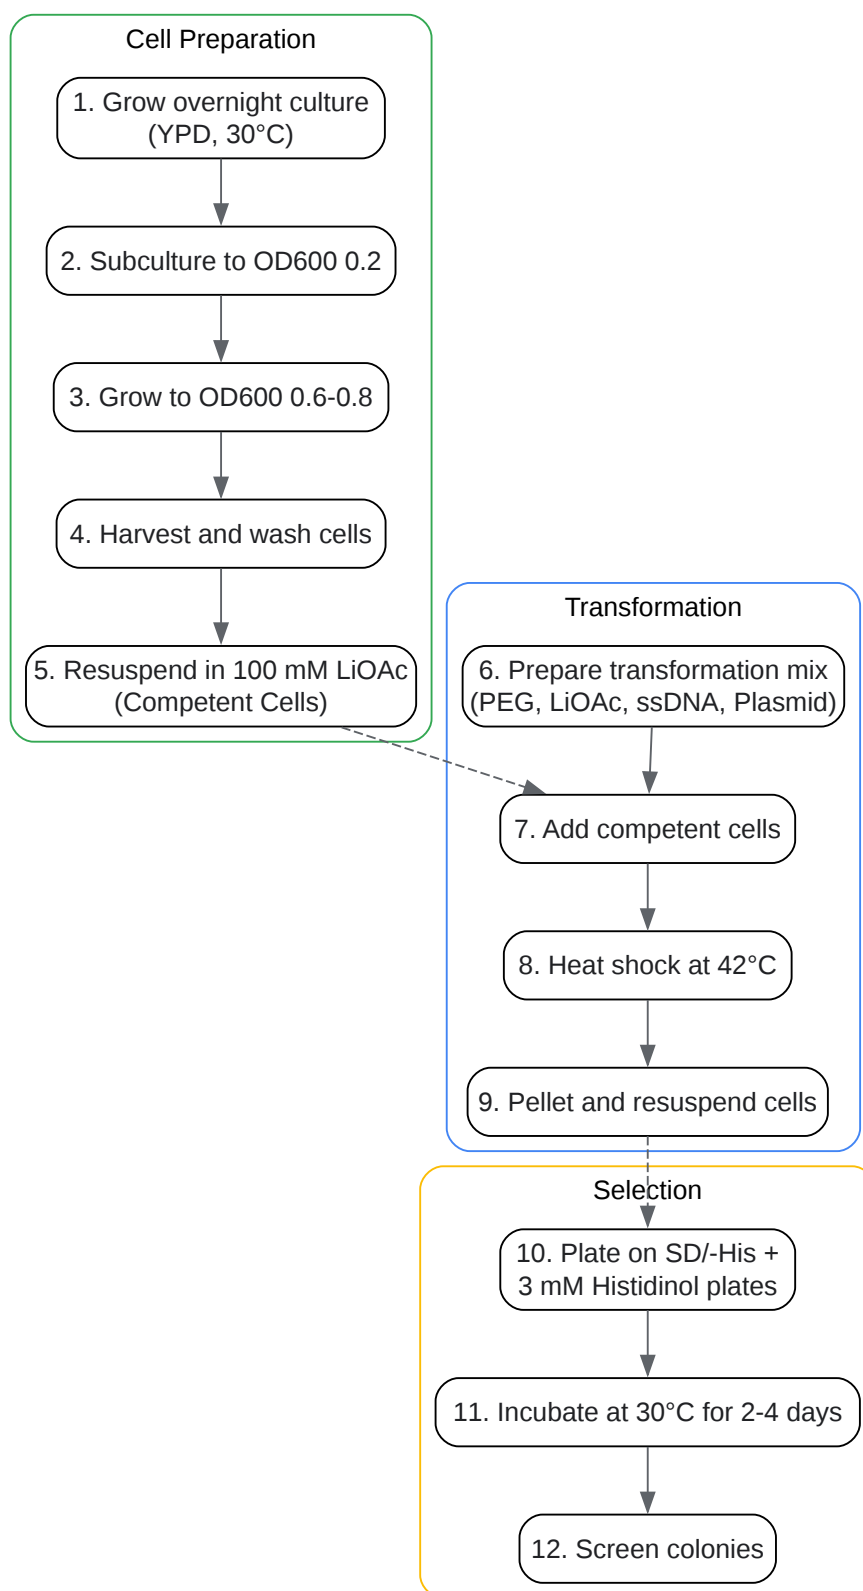 Cell Preparation
1. Grow overnight culture
(YPD, 30°C)
2. Subculture to OD600 0.2
3. Grow to OD600 0.6-0.8
4. Harvest and wash cells
5. Resuspend in 100 mM LiOAc
(Competent Cells)
Transformation
6. Prepare transformation mix
(PEG, LiOAc, ssDNA, Plasmid)
7. Add competent cells
8. Heat shock at 42°C
9. Pellet and resuspend cells
Selection
10. Plate on SD/-His +
3 mM Histidinol plates
11. Incubate at 30°C for 2-4 days
12. Screen colonies